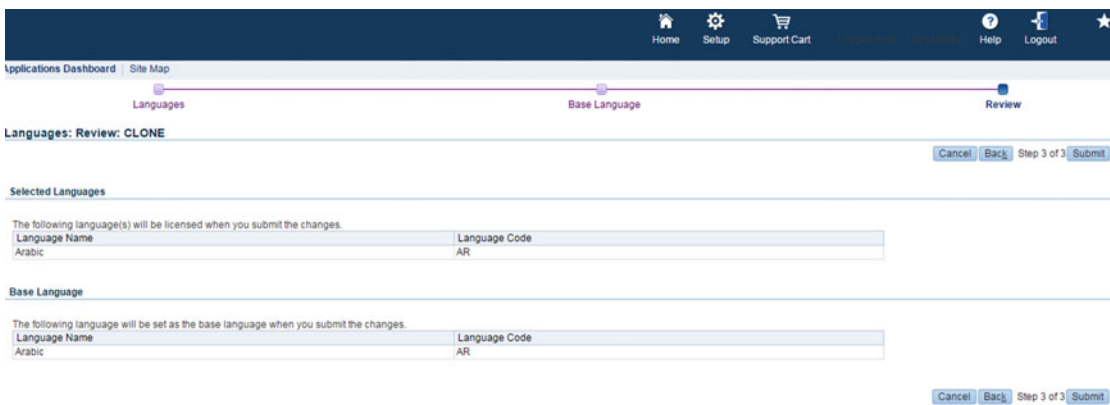 Home Setup Support Cart Help Logout
Applications Dashboard | Site Map
Languages Base Language Review
Languages: Review: CLONE
Cancel Back Step 3 of 3 Submit
Selected Languages
The following language(s) will be licensed when you submit the changes.
Language Name Language Code
Arabic AR
Base Language
The following language will be set as the base language when you submit the changes.
Language Name Language Code
Arabic AR
Cancel Back Step 3 of 3 Submit